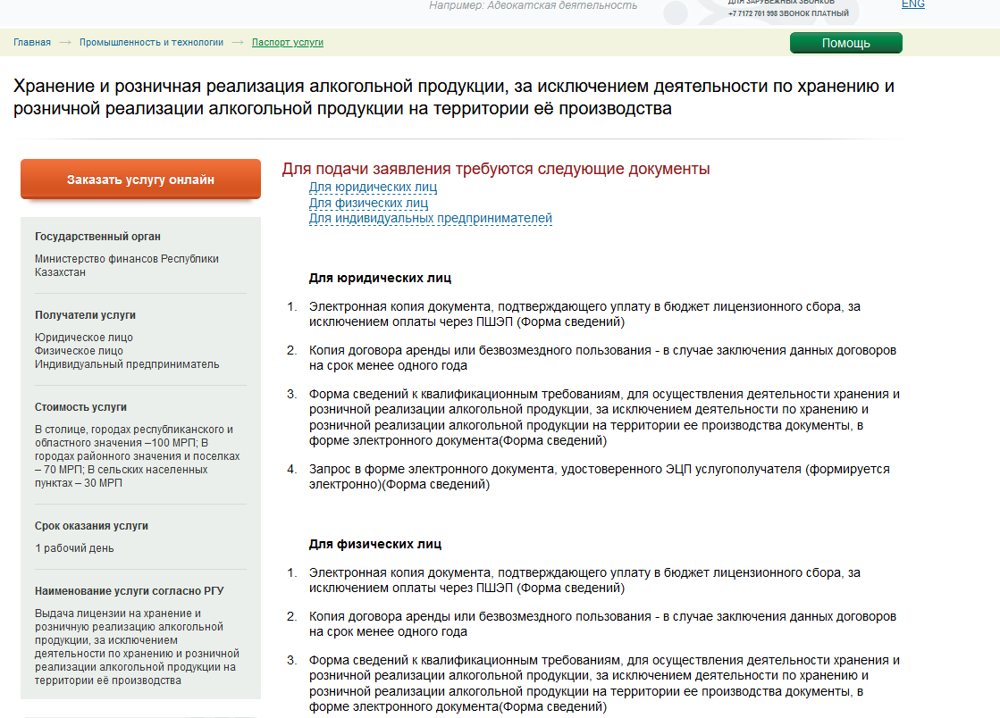 Например: Адвокатская деятельность
ДЛЯ ЗАРУБЕЖНЫХ ЗВОНКОВ
+7 7172 701 998 ЗВОНОК ПЛАТНЫЙ
ENG
Главная → Промышленность и технологии → Паспорт услуги
Помощь
Хранение и розничная реализация алкогольной продукции, за исключением деятельности по хранению и
розничной реализации алкогольной продукции на территории её производства
Заказать услугу онлайн
Государственный орган
Министерство финансов Республики
Казахстан
Получатели услуги
Юридическое лицо
Физическое лицо
Индивидуальный предприниматель
Стоимость услуги
В столице, городах республиканского и
областного значения –100 МРП; В
городах районного значения и поселках
– 70 МРП; В сельских населенных
пунктах – 30 МРП
Срок оказания услуги
1 рабочий день
Наименование услуги согласно РГУ
Выдача лицензии на хранение и
розничную реализацию алкогольной
продукции, за исключением
деятельности по хранению и розничной
реализации алкогольной продукции на
территории её производства
Для подачи заявления требуются следующие документы
Для юридических лиц
Для физических лиц
Для индивидуальных предпринимателей
Для юридических лиц
1. Электронная копия документа, подтверждающего уплату в бюджет лицензионного сбора, за
исключением оплаты через ПШЭП (Форма сведений)
2. Копия договора аренды или безвозмездного пользования - в случае заключения данных договоров
на срок менее одного года
3. Форма сведений к квалификационным требованиям, для осуществления деятельности хранения и
розничной реализации алкогольной продукции, за исключением деятельности по хранению и
розничной реализации алкогольной продукции на территории ее производства документы, в
форме электронного документа(Форма сведений)
4. Запрос в форме электронного документа, удостоверенного ЭЦП услугополучателя (формируется
электронно)(Форма сведений)
Для физических лиц
1. Электронная копия документа, подтверждающего уплату в бюджет лицензионного сбора, за
исключением оплаты через ПШЭП (Форма сведений)
2. Копия договора аренды или безвозмездного пользования - в случае заключения данных договоров
на срок менее одного года
3. Форма сведений к квалификационным требованиям, для осуществления деятельности хранения и
розничной реализации алкогольной продукции, за исключением деятельности по хранению и
розничной реализации алкогольной продукции на территории ее производства документы, в
форме электронного документа(Форма сведений)